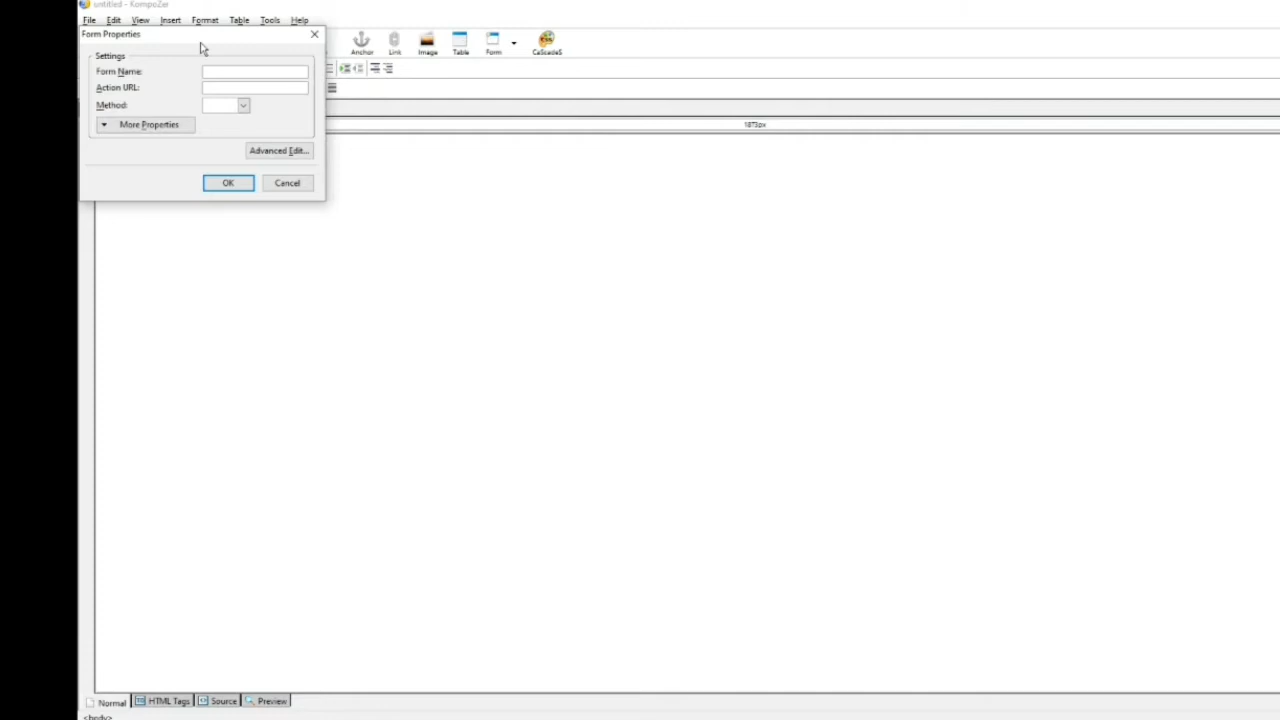 untitled - KompoZer
File Edit View Insert Format Table Tools Help
Form Properties
Settings
Form Name:
Action URL:
Method:
More Properties
Advanced Edit...
OK Cancel
Anchor Link Image Table Form CaScadeS
1873px
Normal HTML Tags Source Preview
<body>